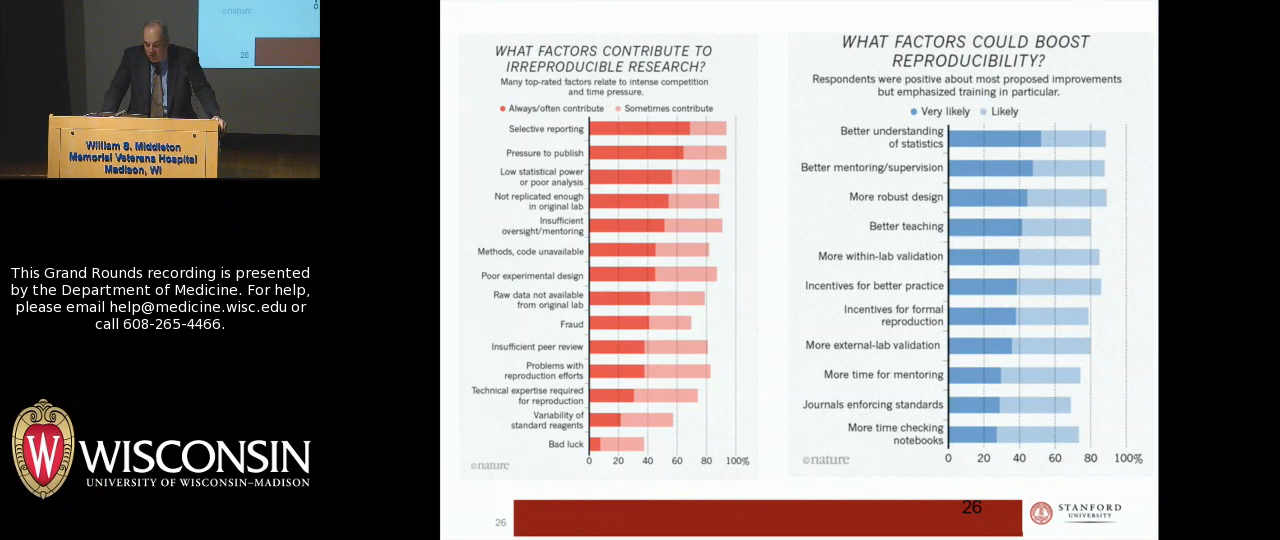 ©nature
0
26
William S. Middleton
Memorial Veterans Hospital
Madison, WI
This Grand Rounds recording is presented
by the Department of Medicine. For help,
please email help@medicine.wisc.edu or
call 608-265-4466.
W
WISCONSIN
UNIVERSITY OF WISCONSIN–MADISON
WHAT FACTORS CONTRIBUTE TO
IRREPRODUCIBLE RESEARCH?
Many top-rated factors relate to intense competition
and time pressure.
Always/often contribute
Sometimes contribute
Selective reporting
Pressure to publish
Low statistical power
or poor analysis
Not replicated enough
in original lab
Insufficient
oversight/mentoring
Methods, code unavailable
Poor experimental design
Raw data not available
from original lab
Fraud
Insufficient peer review
Problems with
reproduction efforts
Technical expertise required
for reproduction
Variability of
standard reagents
Bad luck
0 20 40 60 80 100%
©nature
WHAT FACTORS COULD BOOST
REPRODUCIBILITY?
Respondents were positive about most proposed improvements
but emphasized training in particular.
Very likely
Likely
Better understanding
of statistics
Better mentoring/supervision
More robust design
Better teaching
More within-lab validation
Incentives for better practice
Incentives for formal
reproduction
More external-lab validation
More time for mentoring
Journals enforcing standards
More time checking
notebooks
0 20 40 60 80 100%
©nature
26
26
STANFORD
UNIVERSITY